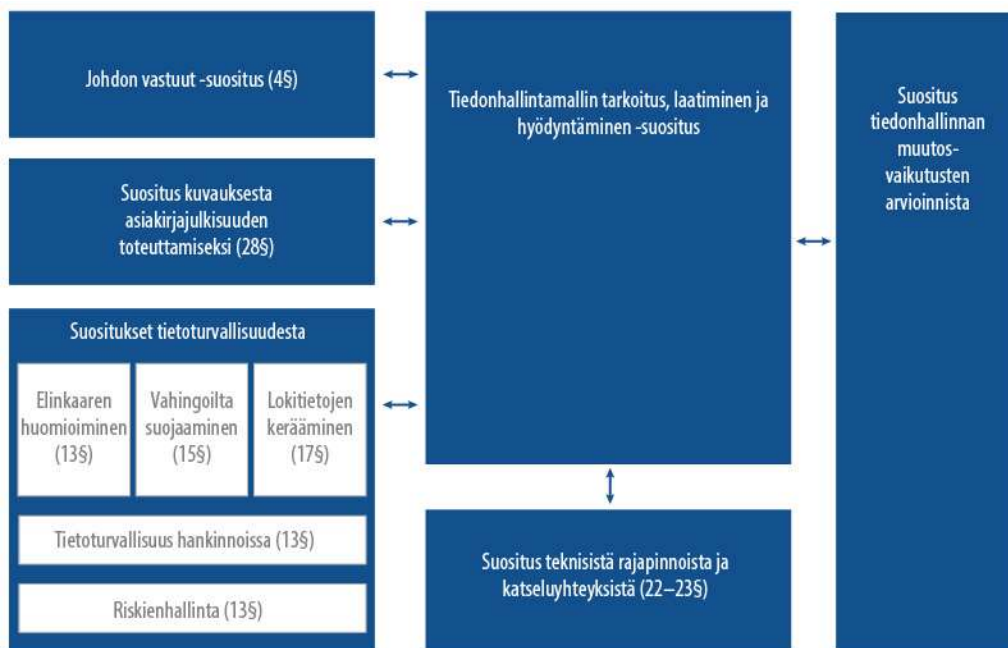 Johdon vastuut -suositus (4§)
Suositus kuvauksesta
asiakirjajulkisuuden
toteuttamiseksi (28§)
Suositukset tietoturvallisuudesta
Elinkaaren
huomioiminen
(13§)
Vahingoilta
suojaaminen
(15§)
Lokitietojen
kerääminen
(17§)
Tietoturvallisuus hankinnoissa (13§)
Riskienhallinta (13§)
Tiedonhallintamallin tarkoitus, laatiminen ja
hyödyntäminen -suositus
Suositus teknisistä rajapinnoista ja
katseluyhteyksistä (22–23§)
Suositus
tiedonhallinnan
muutos-
vaikutusten
arvioinnista